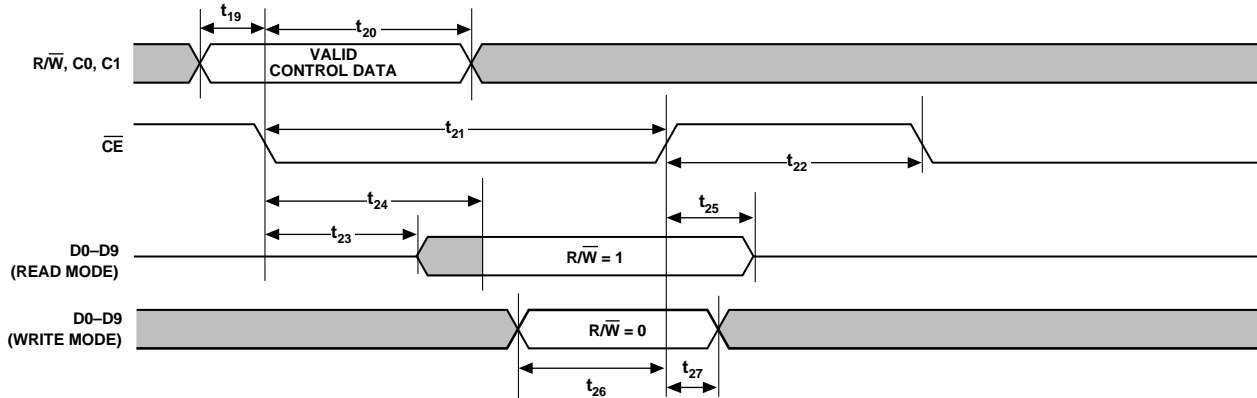 t19
t20
R/W̅, C0, C1
VALID
CONTROL DATA
t21
C̅E̅
t22
t24
t25
t23
D0–D9
(READ MODE)
R/W̅ = 1
D0–D9
(WRITE MODE)
R/W̅ = 0
t26
t27